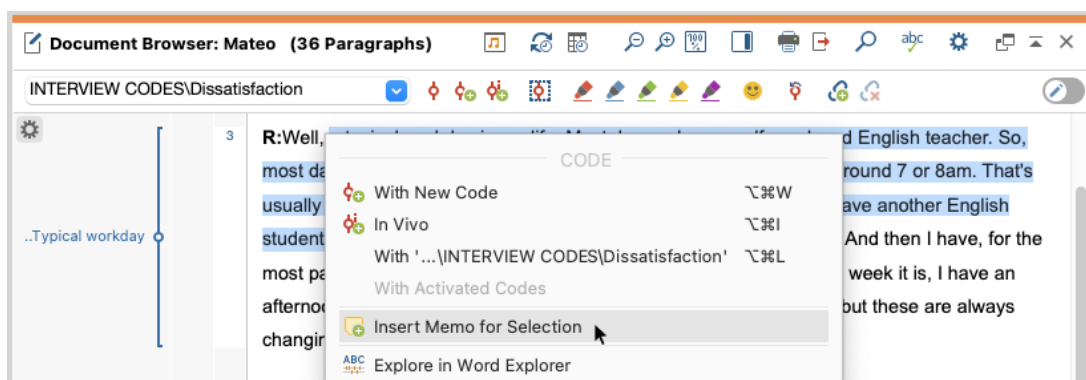 Document Browser: Mateo (36 Paragraphs)
100 %
abc
INTERVIEW CODES\Dissatisfaction
3
R:Well,
d English teacher. So,
most da
round 7 or 8am. That's
usually
ave another English
..Typical workday
student
And then I have, for the
most pa
week it is, I have an
afternoo
but these are always
changin
CODE
With New Code ⌥⌘W
In Vivo ⌥⌘I
With '...\INTERVIEW CODES\Dissatisfaction' ⌥⌘L
With Activated Codes
Insert Memo for Selection
ABC
Explore in Word Explorer